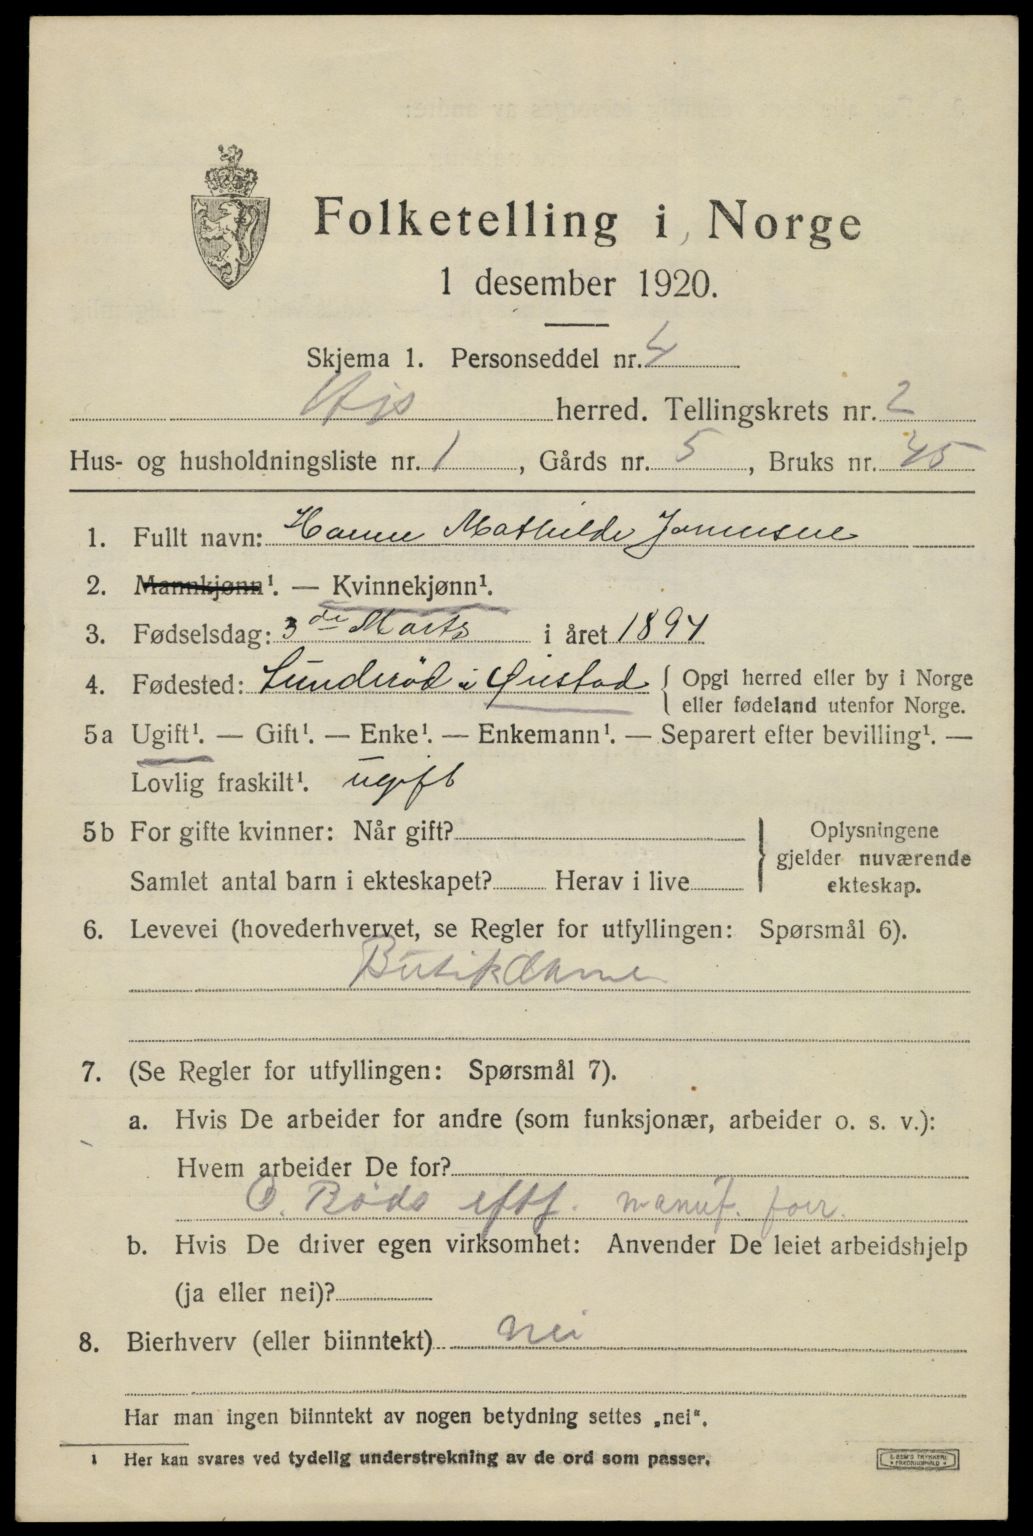 Folketelling i Norge
1 desember 1920.
Skjema 1. Personseddel nr. 4
His herred. Tellingskrets nr. 2
Hus- og husholdningsliste nr. 1, Gårds nr. 5, Bruks nr. 45
1. Fullt navn: Hanne Mathilde
2. Mannkjønn¹. — Kvinnekjønn¹.
3. Fødselsdag: 3 de Marts i året 1894
4. Fødested: i Øiestad { Opgi herred eller by i Norge
eller fødeland utenfor Norge.
5a Ugift¹. — Gift¹. — Enke¹. — Enkemann¹. — Separert efter bevilling¹. —
Lovlig fraskilt¹. ugift
5b For gifte kvinner: Når gift?
Samlet antal barn i ekteskapet? Herav i live
} Oplysningene
gjelder nuværende
ekteskap.
6. Levevei (hovederhvervet, se Regler for utfyllingen: Spørsmål 6).
Butikdame
7. (Se Regler for utfyllingen: Spørsmål 7).
a. Hvis De arbeider for andre (som funksjonær, arbeider o. s. v.):
Hvem arbeider De for?
O. Røds eftf. manuf. forr.
b. Hvis De driver egen virksomhet: Anvender De leiet arbeidshjelp
(ja eller nei)?
8. Bierhverv (eller biinntekt) nei
Har man ingen biinntekt av nogen betydning settes „nei“.
¹ Her kan svares ved tydelig understrekning av de ord som passer.